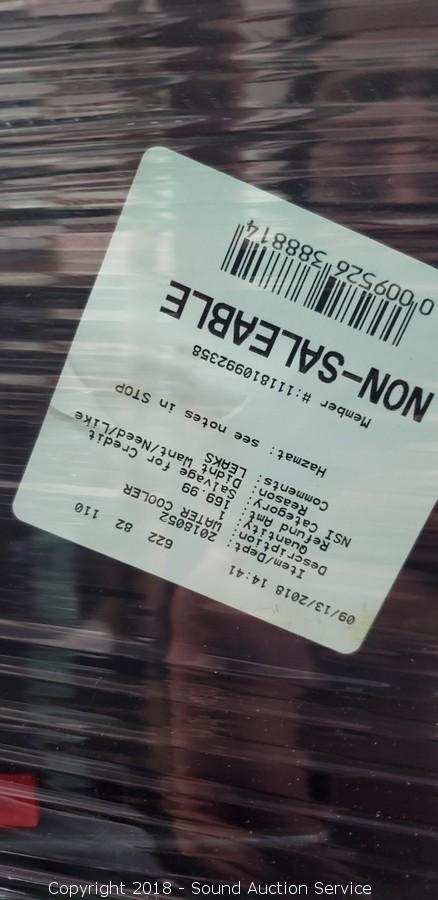 09/13/2018 14:41 622 82 110
Item/Dept : 2018052
Description : WATER COOLER
Quantity : 1
Refund Amt : 169.99
NSI Category : Salvage for Credit
Reason : Didnt Want/Need/Like
Comments : LEAKS
Hazmat : see notes in STOP
Member #:111810992358
NON-SALEABLE
0 009526 388814
Copyright 2018 - Sound Auction Service